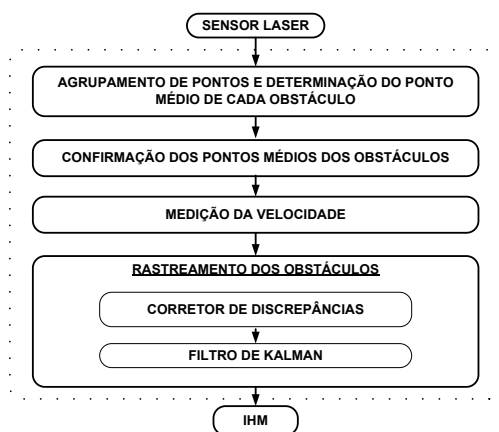 SENSOR LASER
AGRUPAMENTO DE PONTOS E DETERMINAÇÃO DO PONTO
MÉDIO DE CADA OBSTÁCULO
CONFIRMAÇÃO DOS PONTOS MÉDIOS DOS OBSTÁCULOS
MEDIÇÃO DA VELOCIDADE
RASTREAMENTO DOS OBSTÁCULOS
CORRETOR DE DISCREPÂNCIAS
FILTRO DE KALMAN
IHM